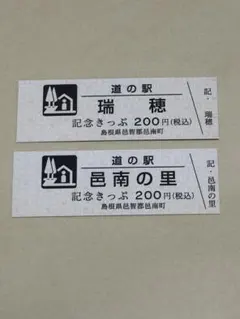 道の駅
瑞穂
記念きっぷ 200円(税込)
島根県邑智郡邑南町
記・瑞穂
道の駅
邑南の里
記念きっぷ 200円(税込)
島根県邑智郡邑南町
記・邑南の里